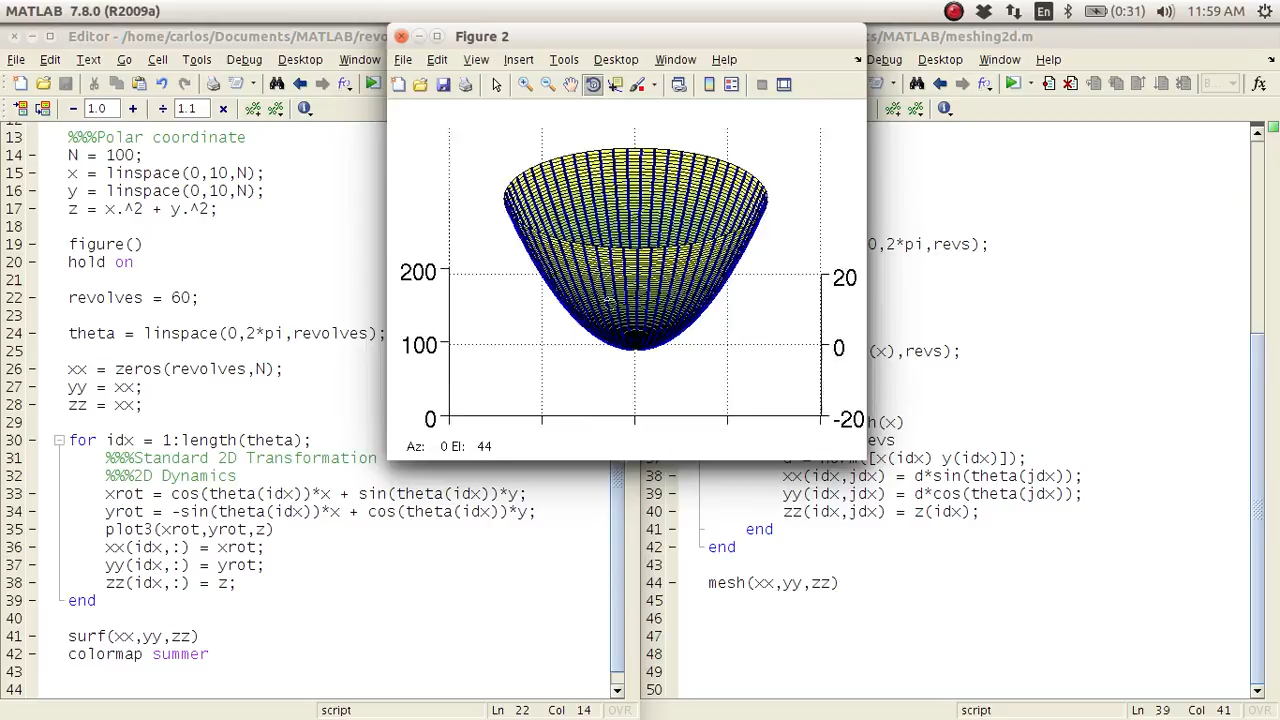 MATLAB 7.8.0 (R2009a)
En
(0:31)
11:59 AM
Editor - /home/carlos/Documents/MATLAB/revo
Figure 2
s/MATLAB/meshing2d.m
File Edit Text Go Cell Tools Debug Desktop Window
File Edit View Insert Tools Desktop Window Help
Debug Desktop Window Help
1.0
1.1
13 %%%Polar coordinate
14 N = 100;
15 x = linspace(0,10,N);
16 y = linspace(0,10,N);
17 z = x.^2 + y.^2;
18
19 figure()
20 hold on
21
22 revolves = 60;
23
24 theta = linspace(0,2*pi,revolves);
25
26 xx = zeros(revolves,N);
27 yy = xx;
28 zz = xx;
29
30 for idx = 1:length(theta);
31 %%%Standard 2D Transformation
32 %%%2D Dynamics
33 xrot = cos(theta(idx))*x + sin(theta(idx))*y;
34 yrot = -sin(theta(idx))*x + cos(theta(idx))*y;
35 plot3(xrot,yrot,z)
36 xx(idx,:) = xrot;
37 yy(idx,:) = yrot;
38 zz(idx,:) = z;
39 end
40
41 surf(xx,yy,zz)
42 colormap summer
43
44
200
100
0
20
0
-20
Az: 0 El: 44
0,2*pi,revs);
(x),revs);
h(x)
evs
d = norm([x(idx) y(idx)]);
38 xx(idx,jdx) = d*sin(theta(jdx));
39 yy(idx,jdx) = d*cos(theta(jdx));
40 zz(idx,jdx) = z(idx);
41 end
42 end
43
44 mesh(xx,yy,zz)
45
46
47
48
49
50
script
Ln 22 Col 14
OVR
script
Ln 39 Col 41
OVR